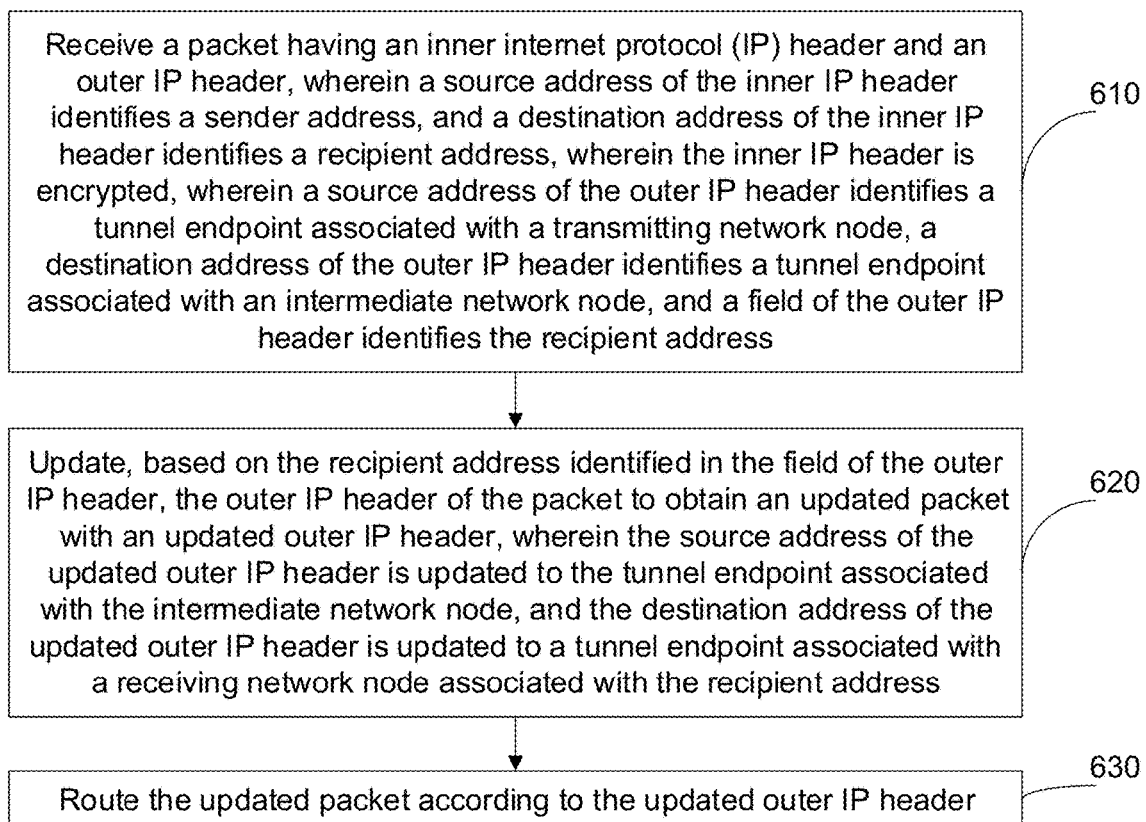 Receive a packet having an inner internet protocol (IP) header and an
outer IP header, wherein a source address of the inner IP header
identifies a sender address, and a destination address of the inner IP
header identifies a recipient address, wherein the inner IP header is
encrypted, wherein a source address of the outer IP header identifies a
tunnel endpoint associated with a transmitting network node, a
destination address of the outer IP header identifies a tunnel endpoint
associated with an intermediate network node, and a field of the outer IP
header identifies the recipient address
610
Update, based on the recipient address identified in the field of the outer
IP header, the outer IP header of the packet to obtain an updated packet
with an updated outer IP header, wherein the source address of the
updated outer IP header is updated to the tunnel endpoint associated
with the intermediate network node, and the destination address of the
updated outer IP header is updated to a tunnel endpoint associated with
a receiving network node associated with the recipient address
620
Route the updated packet according to the updated outer IP header
630